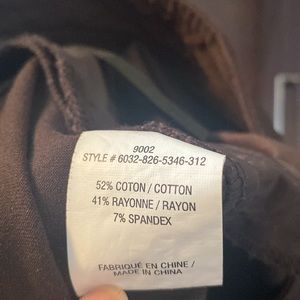 9002
STYLE # 6032-826-5346-312
52% COTON / COTTON
41% RAYONNE / RAYON
7% SPANDEX
FABRIQUÉ EN CHINE /
MADE IN CHINA